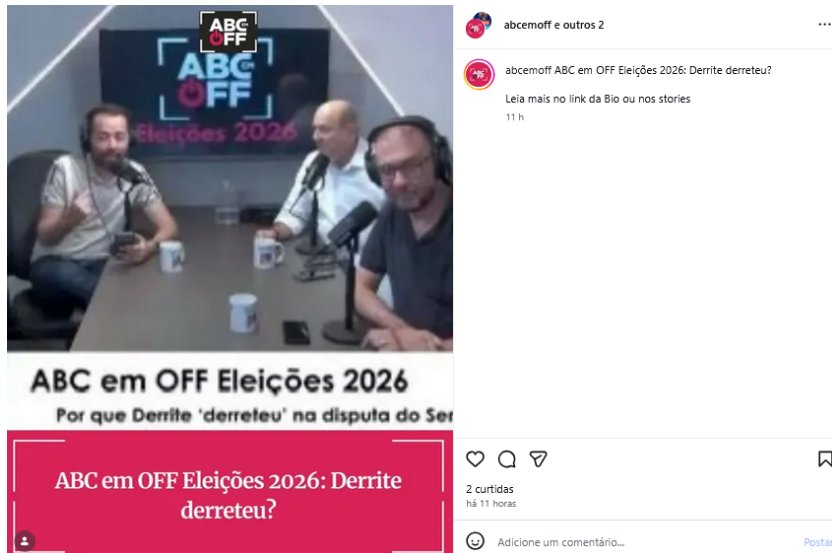 ABC EM
OFF
ABC EM
OFF
Eleições 2026
ABC em OFF Eleições 2026
Por que Derrite ‘derreteu’ na disputa do Ser
ABC em OFF Eleições 2026: Derrite
derreteu?
abcemoff e outros 2
abcemoff ABC em OFF Eleições 2026: Derrite derreteu?
Leia mais no link da Bio ou nos stories
11 h
2 curtidas
há 11 horas
Adicione um comentário...
Postar